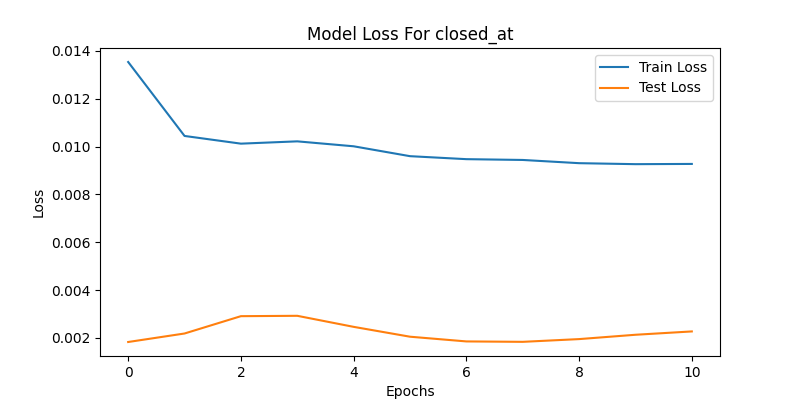 Model Loss For closed_at
Train Loss
Test Loss
0.014
0.012
0.010
0.008
0.006
0.004
0.002
Loss
0 2 4 6 8 10
Epochs